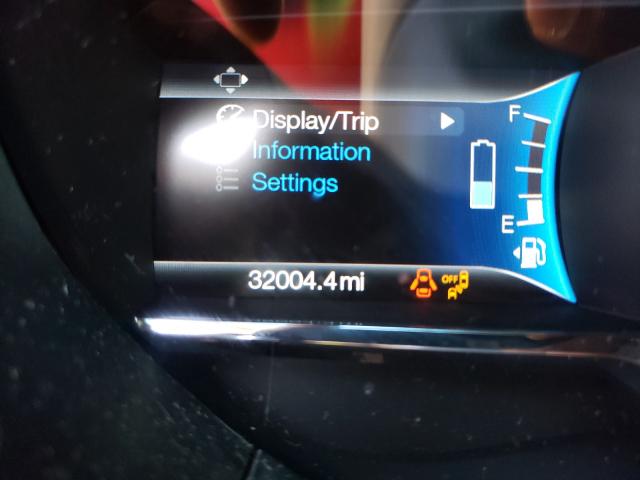 Display/Trip
Information
Settings
F
E
32004.4mi
OFF